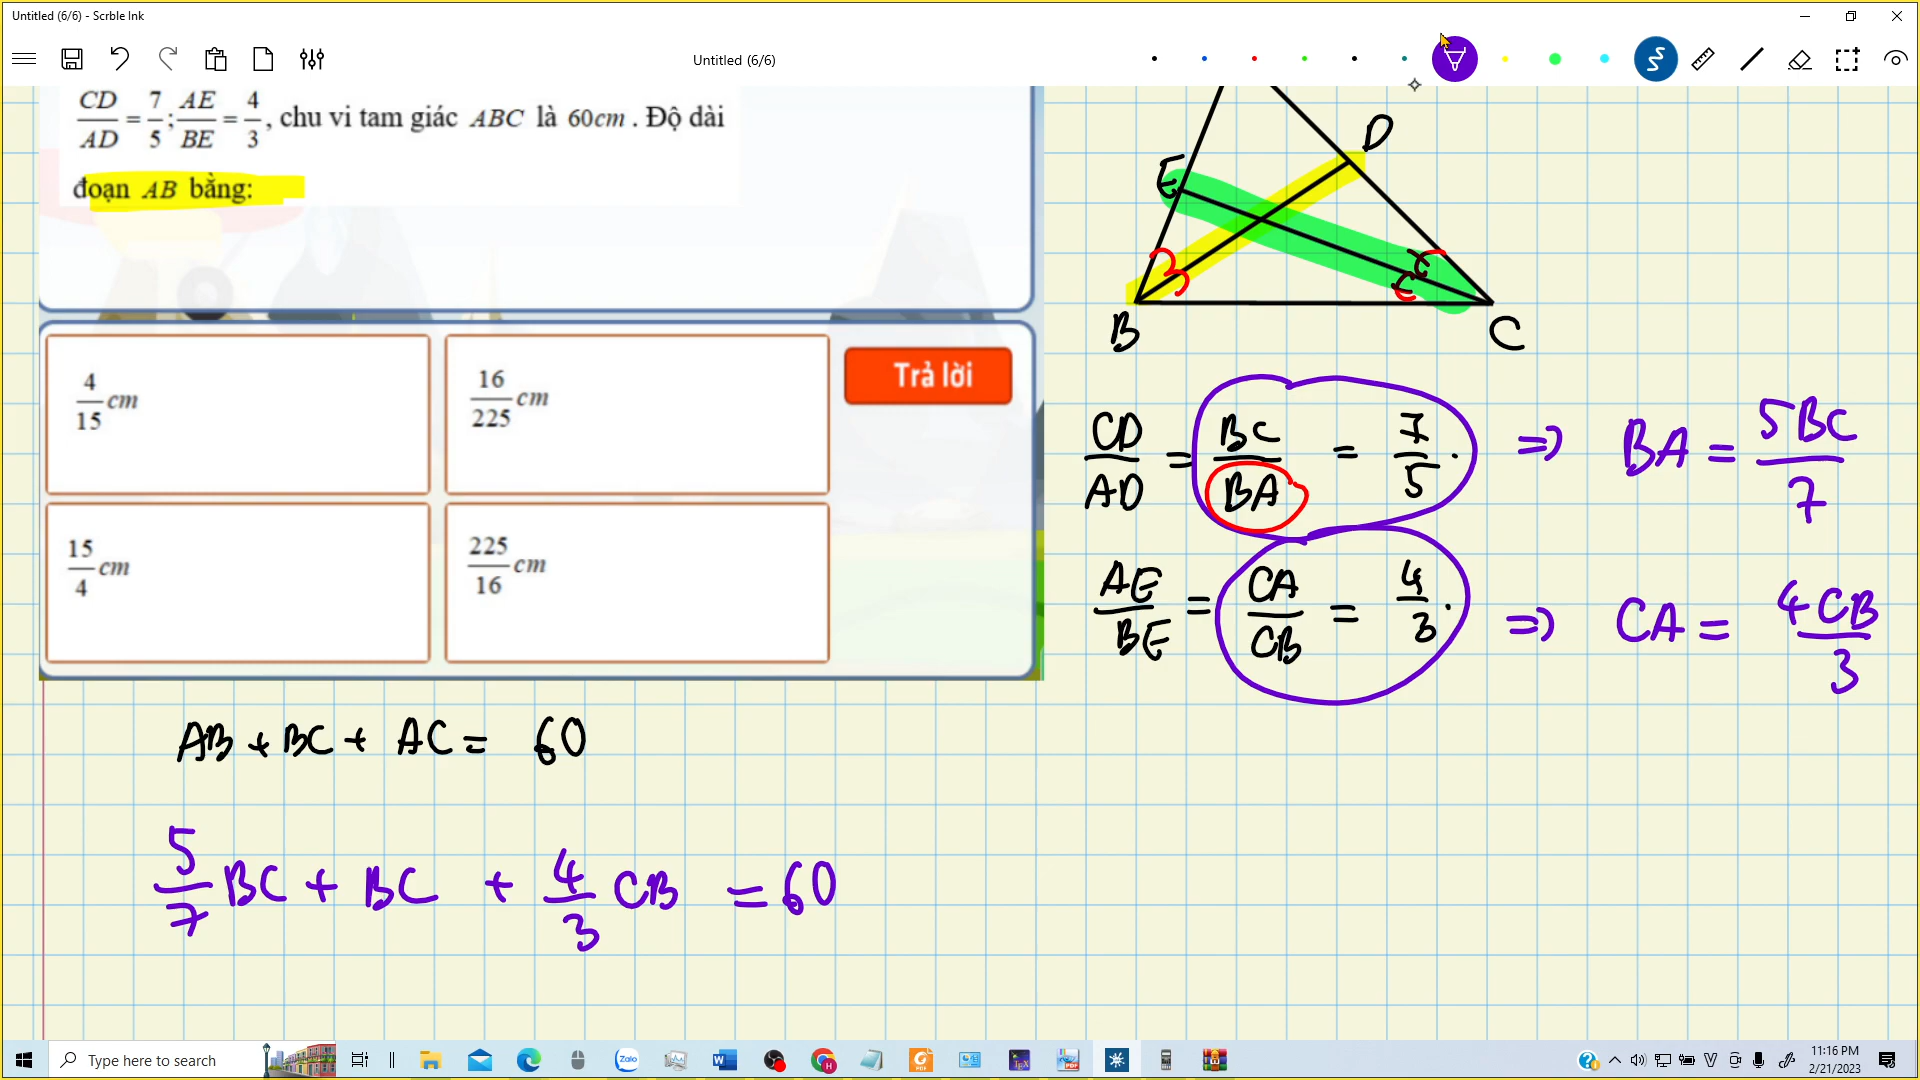 Untitled (6/6) - Scrble Ink
Untitled (6/6)
CD/AD = 7/5; AE/BE = 4/3, chu vi tam giác ABC là 60cm. Độ dài
đoạn AB bằng:
4/15 cm
16/225 cm
Trả lời
15/4 cm
225/16 cm
D
E
B
C
CD/AD = BC/BA = 7/5. => BA = 5BC/7
AE/BE = CA/CB = 4/3. => CA = 4CB/3
AB + BC + AC = 60
5/7 BC + BC + 4/3 CB = 60
Type here to search
Zalo
11:16 PM
2/21/2023